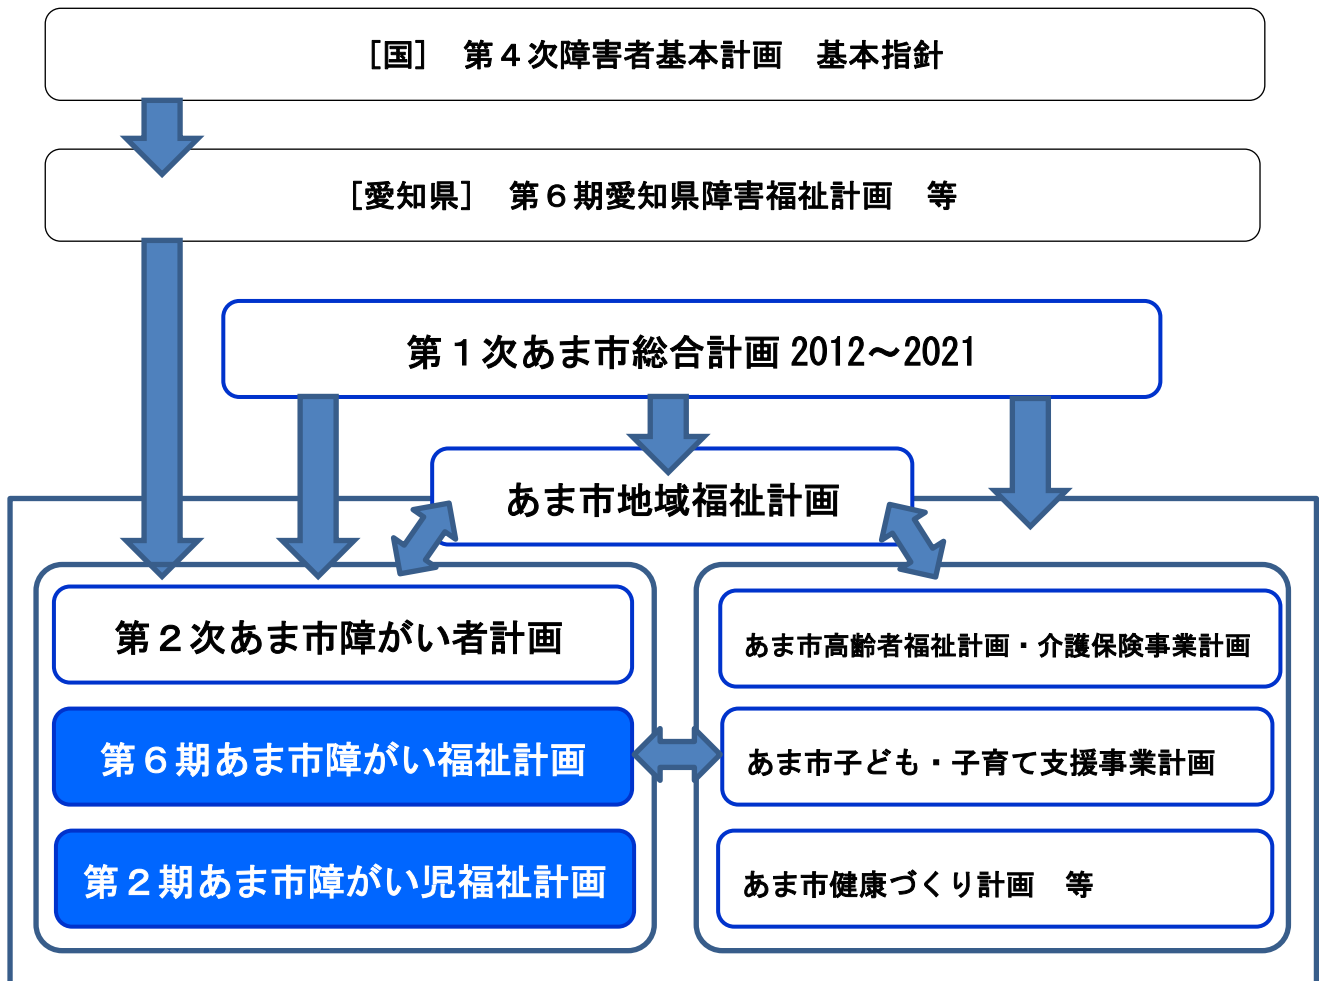 ［国］　第４次障害者基本計画　基本指針
［愛知県］　第６期愛知県障害福祉計画　等
第１次あま市総合計画 2012～2021
あま市地域福祉計画
第２次あま市障がい者計画
第６期あま市障がい福祉計画
第２期あま市障がい児福祉計画
あま市高齢者福祉計画・介護保険事業計画
あま市子ども・子育て支援事業計画
あま市健康づくり計画　等